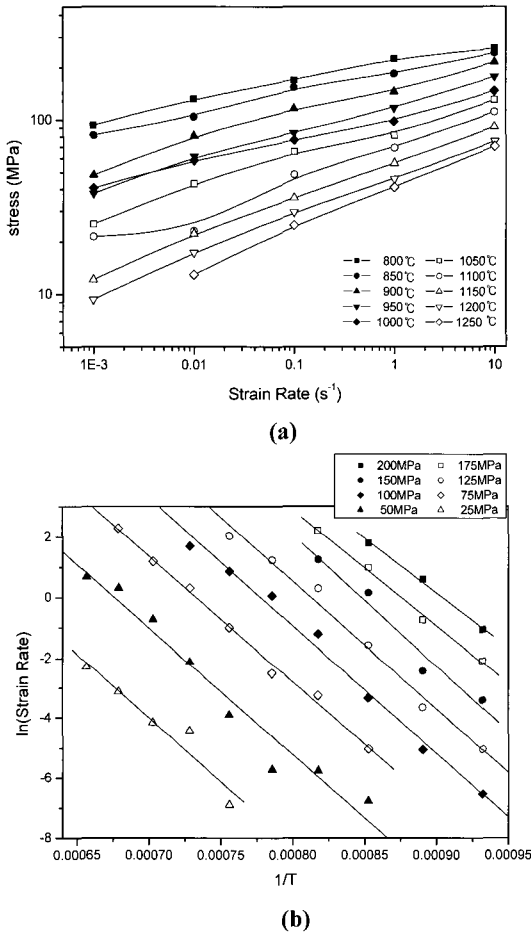 100
10
stress (MPa)
800℃ 1050℃
850℃ 1100℃
900℃ 1150℃
950℃ 1200℃
1000℃ 1250℃
1E-3 0.01 0.1 1 10
Strain Rate (s⁻¹)
(a)
200MPa 175MPa
150MPa 125MPa
100MPa 75MPa
50MPa 25MPa
2
0
-2
-4
-6
-8
ln(Strain Rate)
0.00065 0.00070 0.00075 0.00080 0.00085 0.00090 0.00095
1/T
(b)